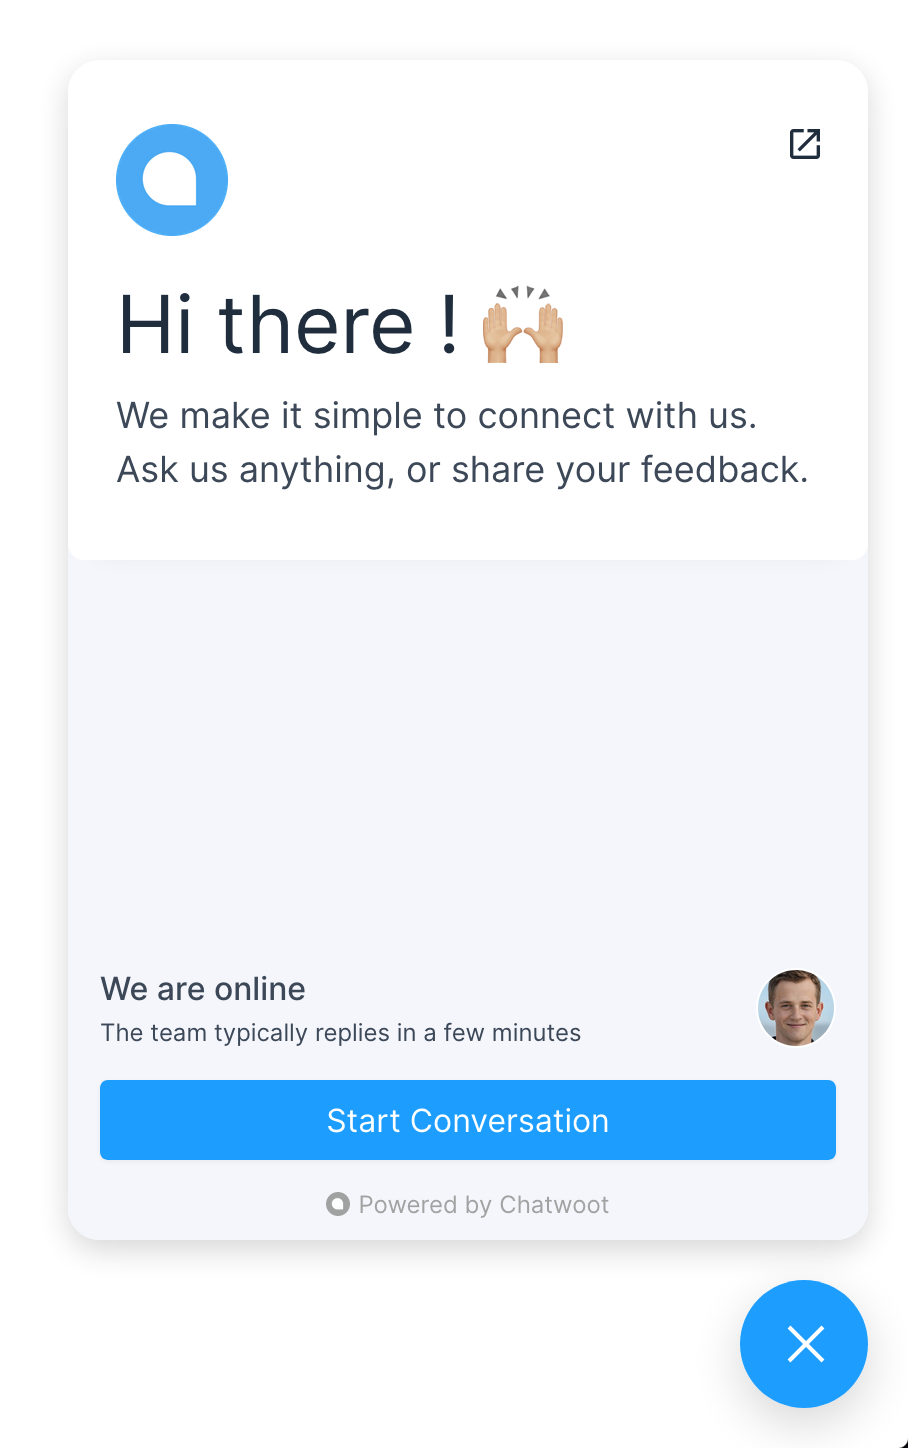 Hi there ! 🙌🏼
We make it simple to connect with us.
Ask us anything, or share your feedback.
We are online
The team typically replies in a few minutes
Start Conversation
Powered by Chatwoot